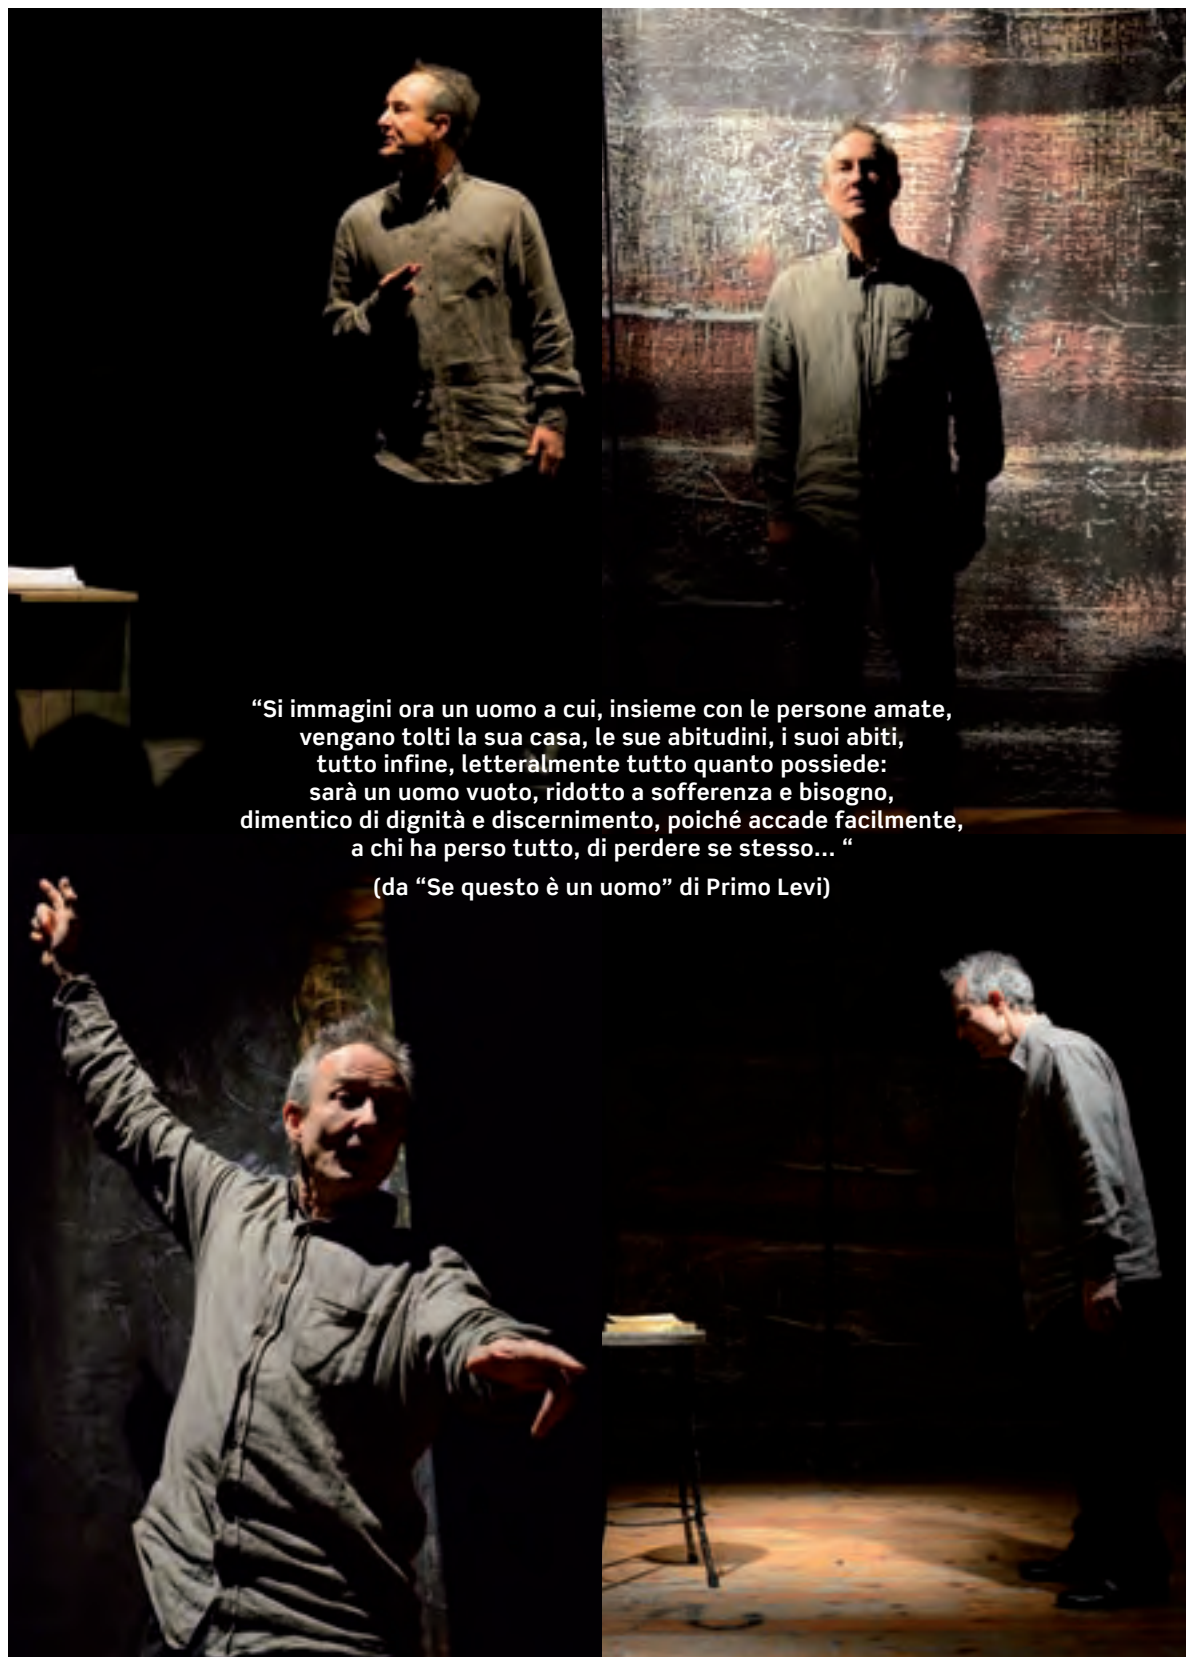 “Si immagini ora un uomo a cui, insieme con le persone amate,
vengano tolti la sua casa, le sue abitudini, i suoi abiti,
tutto infine, letteralmente tutto quanto possiede:
sarà un uomo vuoto, ridotto a sofferenza e bisogno,
dimentico di dignità e discernimento, poiché accade facilmente,
a chi ha perso tutto, di perdere se stesso... “
(da “Se questo è un uomo” di Primo Levi)